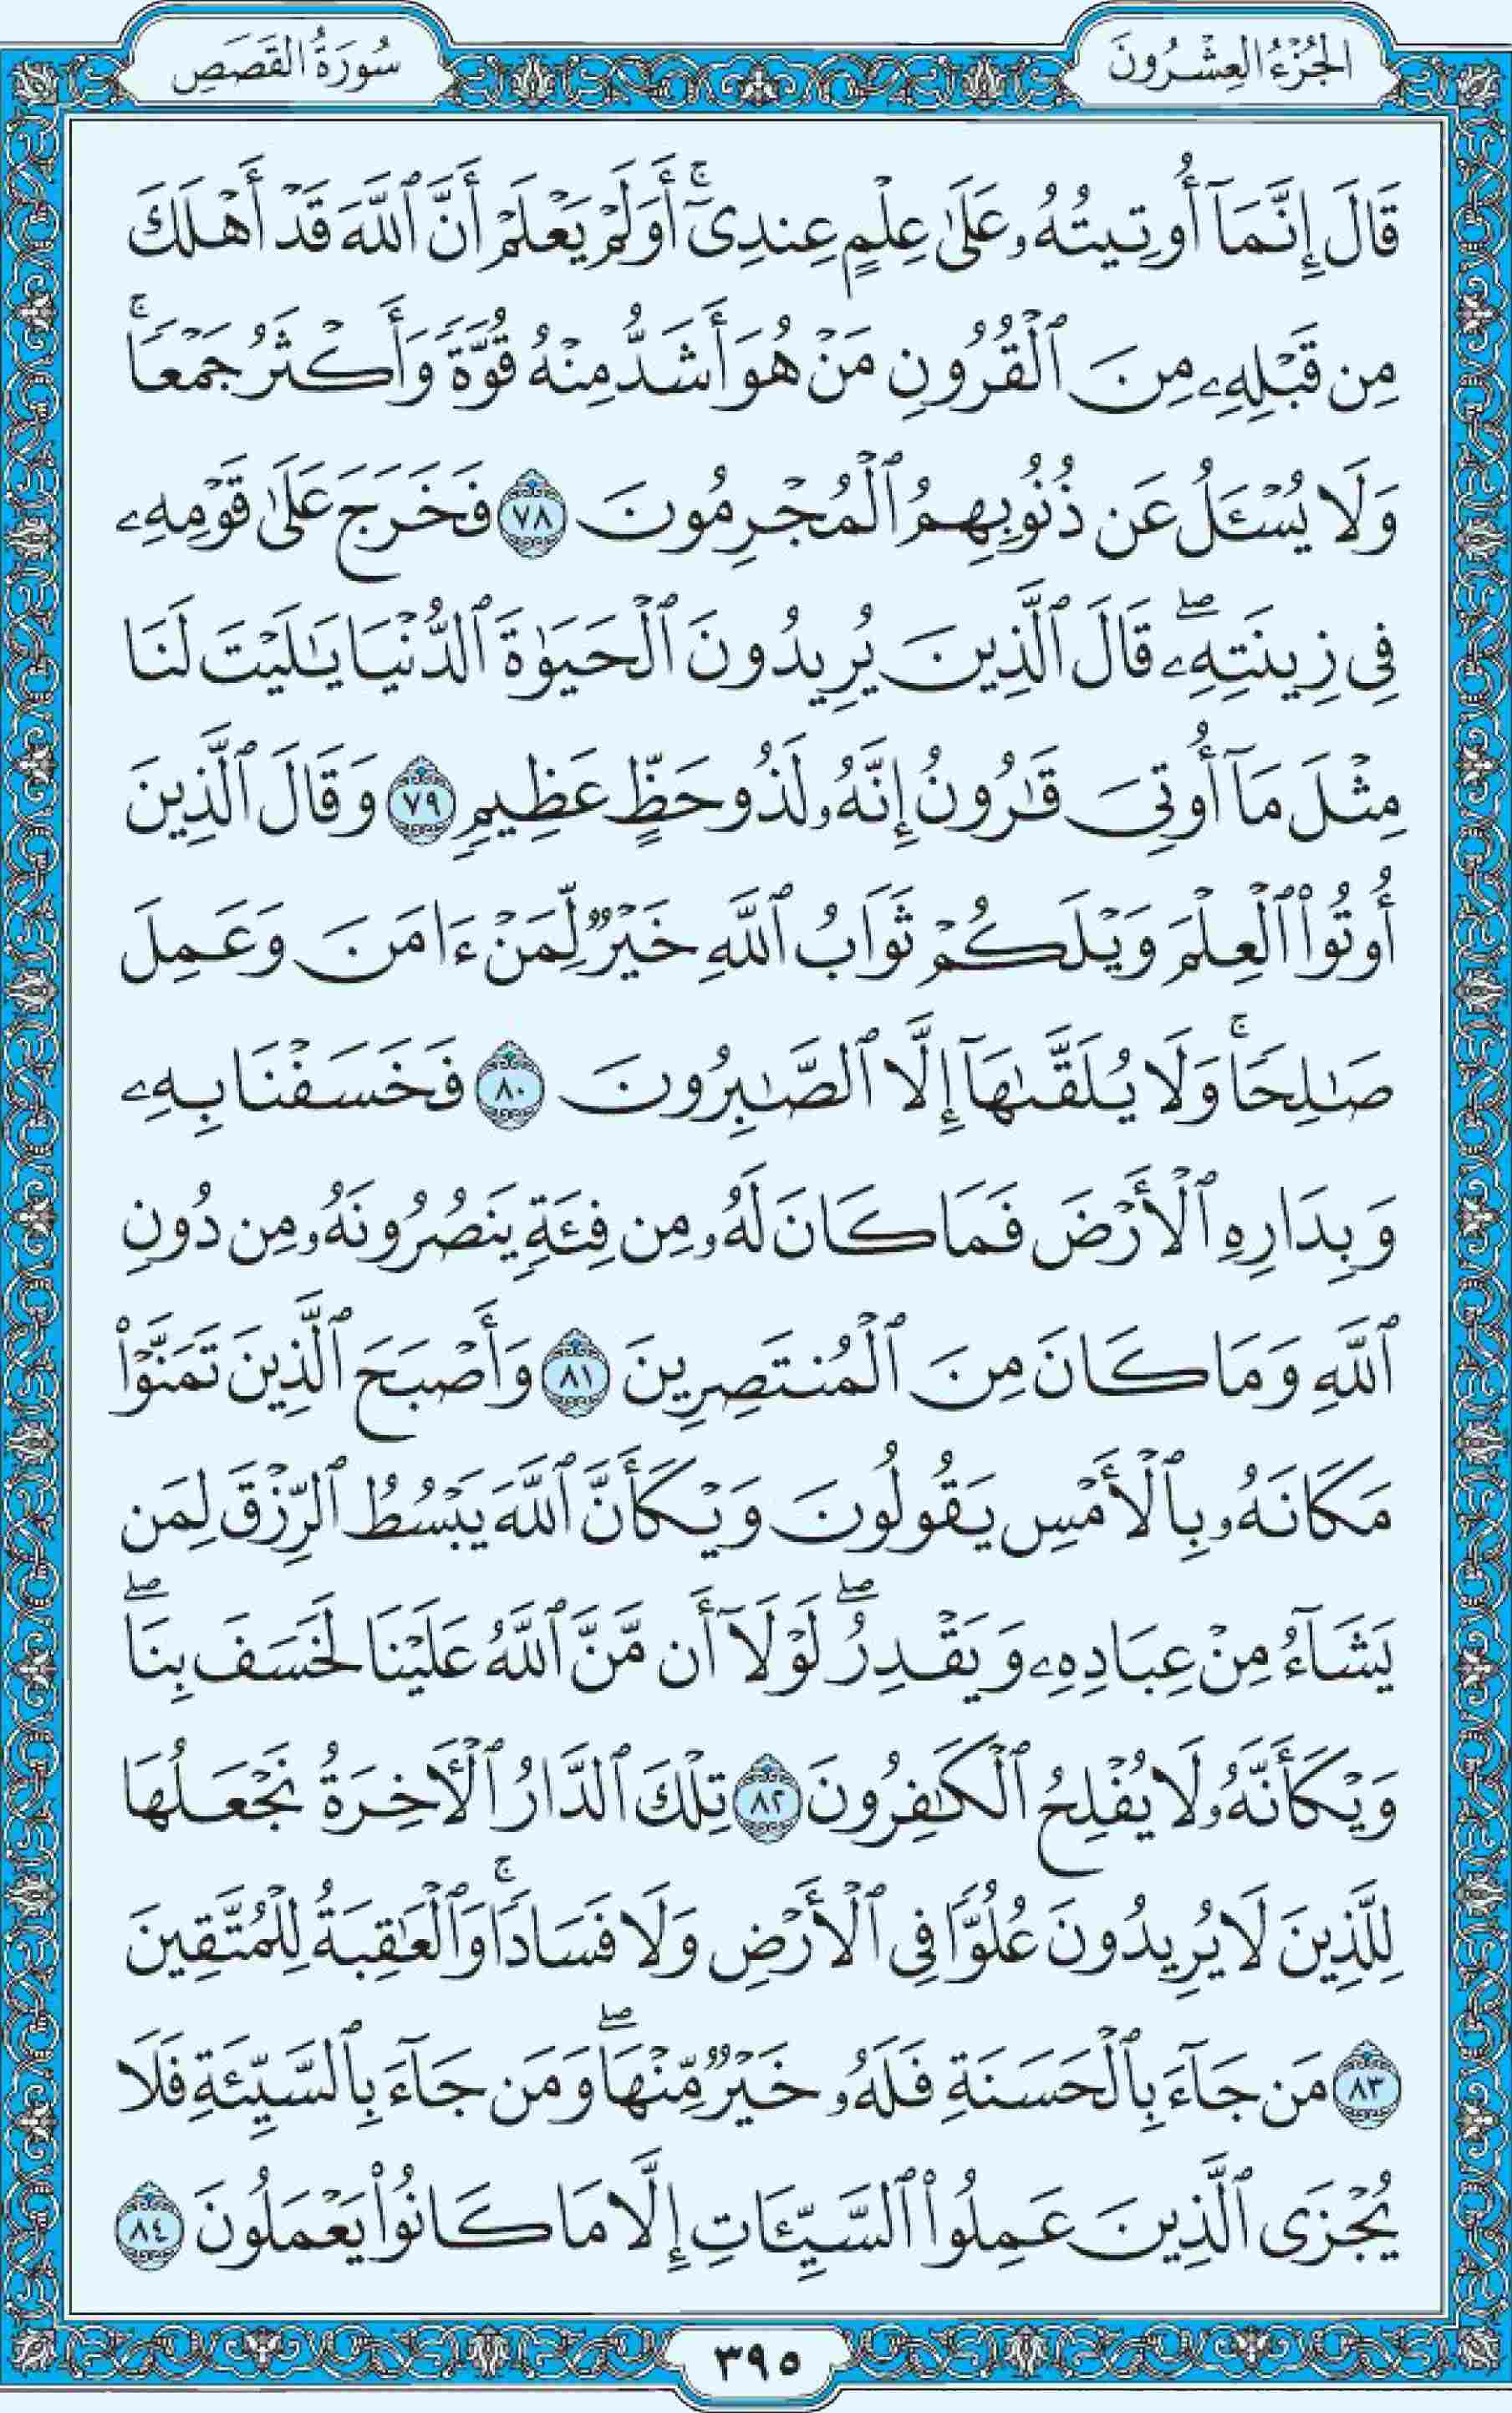 الجُزْءُ العِشْرُونَ
سُورَةُ القَصَصِ
قَالَ إِنَّمَآ أُوتِيتُهُۥ عَلَىٰ عِلْمٍ عِندِيٓۚ أَوَلَمْ يَعْلَمْ أَنَّ ٱللَّهَ قَدْ أَهْلَكَ
مِن قَبْلِهِۦ مِنَ ٱلْقُرُونِ مَنْ هُوَ أَشَدُّ مِنْهُ قُوَّةً وَأَكْثَرُ جَمْعًاۚ
وَلَا يُسْـَٔلُ عَن ذُنُوبِهِمُ ٱلْمُجْرِمُونَ ٧٨ فَخَرَجَ عَلَىٰ قَوْمِهِۦ
فِى زِينَتِهِۦۖ قَالَ ٱلَّذِينَ يُرِيدُونَ ٱلْحَيَوٰةَ ٱلدُّنْيَا يَـٰلَيْتَ لَنَا
مِثْلَ مَآ أُوتِىَ قَـٰرُونُ إِنَّهُۥ لَذُو حَظٍّ عَظِيمٍ ٧٩ وَقَالَ ٱلَّذِينَ
أُوتُوا۟ ٱلْعِلْمَ وَيْلَكُمْ ثَوَابُ ٱللَّهِ خَيْرٌ لِّمَنْ ءَامَنَ وَعَمِلَ
صَـٰلِحًاۚ وَلَا يُلَقَّىٰهَآ إِلَّا ٱلصَّـٰبِرُونَ ٨٠ فَخَسَفْنَا بِهِۦ
وَبِدَارِهِ ٱلْأَرْضَ فَمَا كَانَ لَهُۥ مِن فِئَةٍ يَنصُرُونَهُۥ مِن دُونِ
ٱللَّهِ وَمَا كَانَ مِنَ ٱلْمُنتَصِرِينَ ٨١ وَأَصْبَحَ ٱلَّذِينَ تَمَنَّوْا۟
مَكَانَهُۥ بِٱلْأَمْسِ يَقُولُونَ وَيْكَأَنَّ ٱللَّهَ يَبْسُطُ ٱلرِّزْقَ لِمَن
يَشَآءُ مِنْ عِبَادِهِۦ وَيَقْدِرُۖ لَوْلَآ أَن مَّنَّ ٱللَّهُ عَلَيْنَا لَخَسَفَ بِنَاۖ
وَيْكَأَنَّهُۥ لَا يُفْلِحُ ٱلْكَـٰفِرُونَ ٨٢ تِلْكَ ٱلدَّارُ ٱلْـَٔاخِرَةُ نَجْعَلُهَا
لِلَّذِينَ لَا يُرِيدُونَ عُلُوًّا فِى ٱلْأَرْضِ وَلَا فَسَادًاۚ وَٱلْعَـٰقِبَةُ لِلْمُتَّقِينَ
٨٣ مَن جَآءَ بِٱلْحَسَنَةِ فَلَهُۥ خَيْرٌ مِّنْهَاۖ وَمَن جَآءَ بِٱلسَّيِّئَةِ فَلَا
يُجْزَى ٱلَّذِينَ عَمِلُوا۟ ٱلسَّيِّـَٔاتِ إِلَّا مَا كَانُوا۟ يَعْمَلُونَ ٨٤
٣٩٥